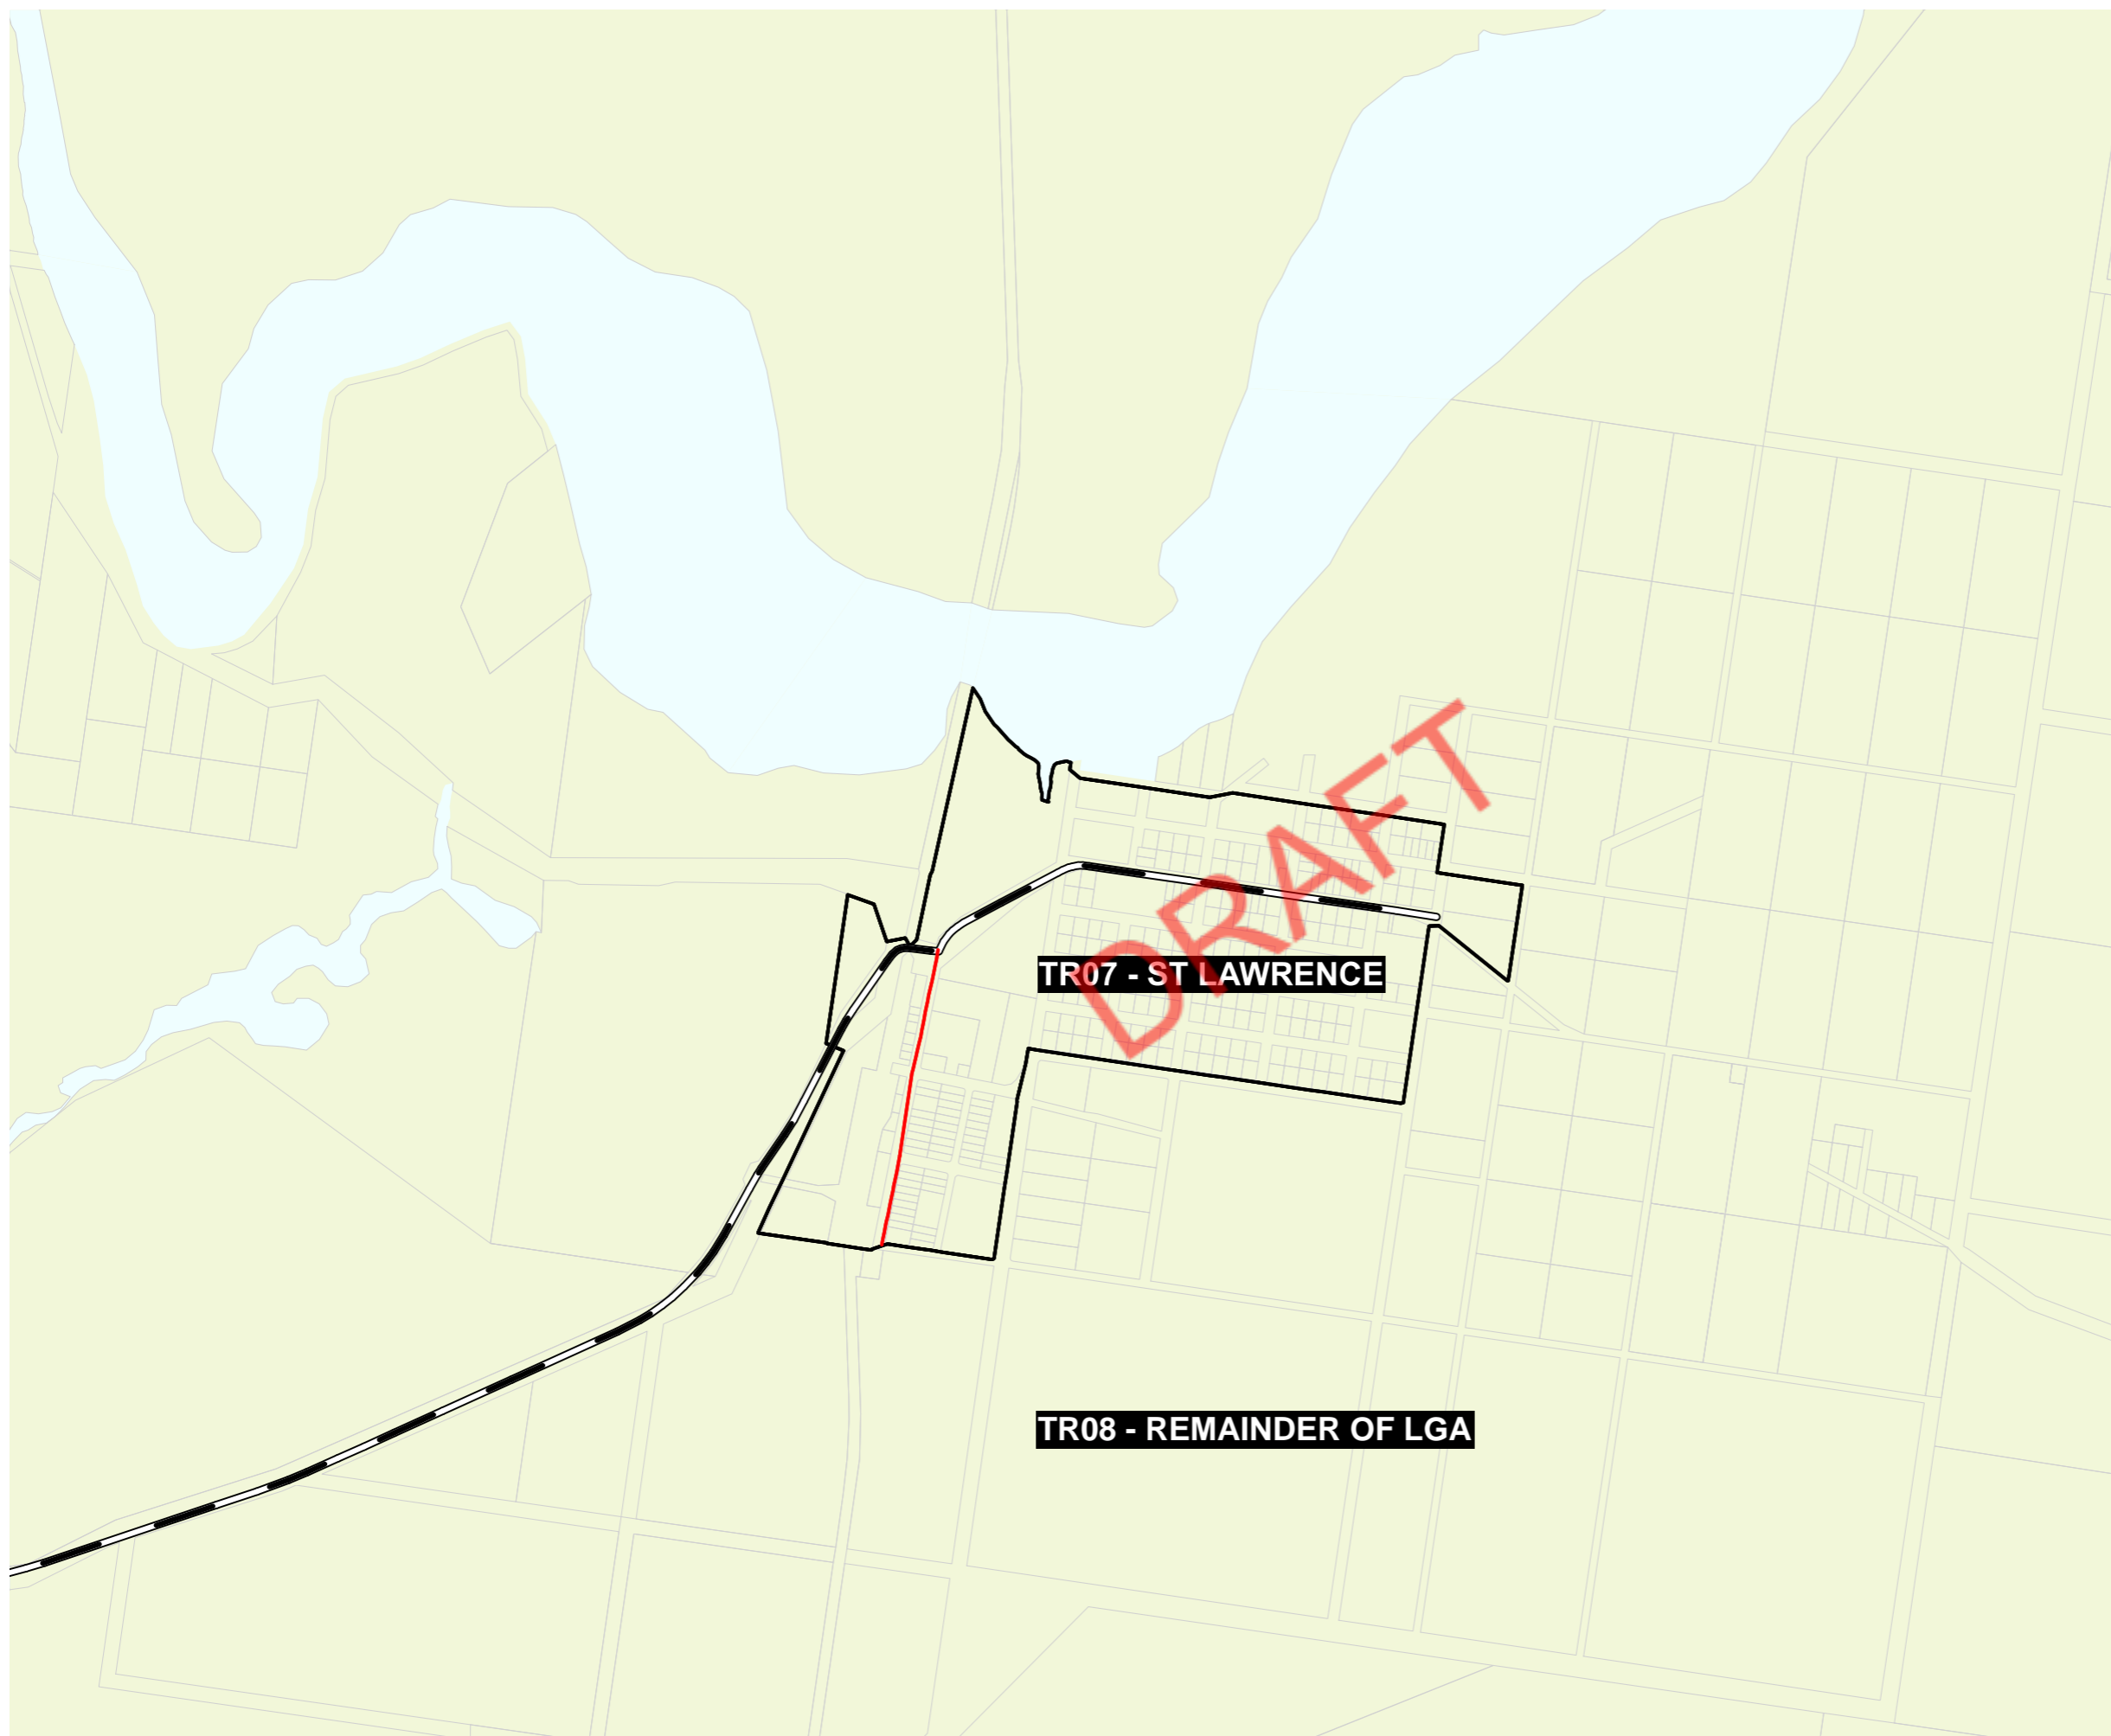 DRAFT
TR07 - ST LAWRENCE
TR08 - REMAINDER OF LGA